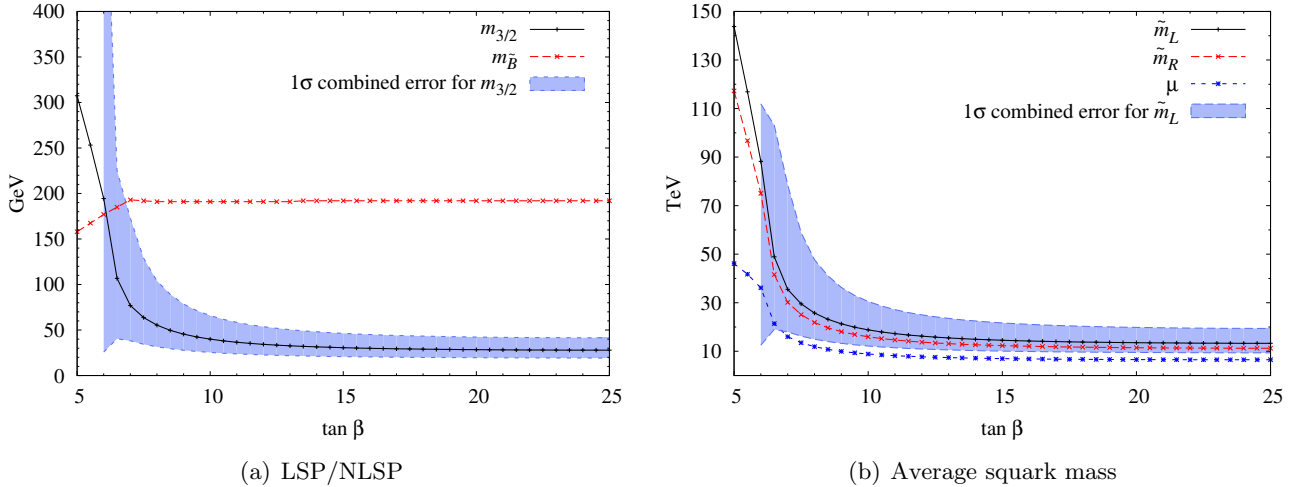 400
350
300
250
200
150
100
50
0
GeV
5 10 15 20 25
tan β
m3/2
mB̃
1σ combined error for m3/2
(a) LSP/NLSP
150
130
110
90
70
50
30
10
TeV
5 10 15 20 25
tan β
m̃L
m̃R
μ
1σ combined error for m̃L
(b) Average squark mass